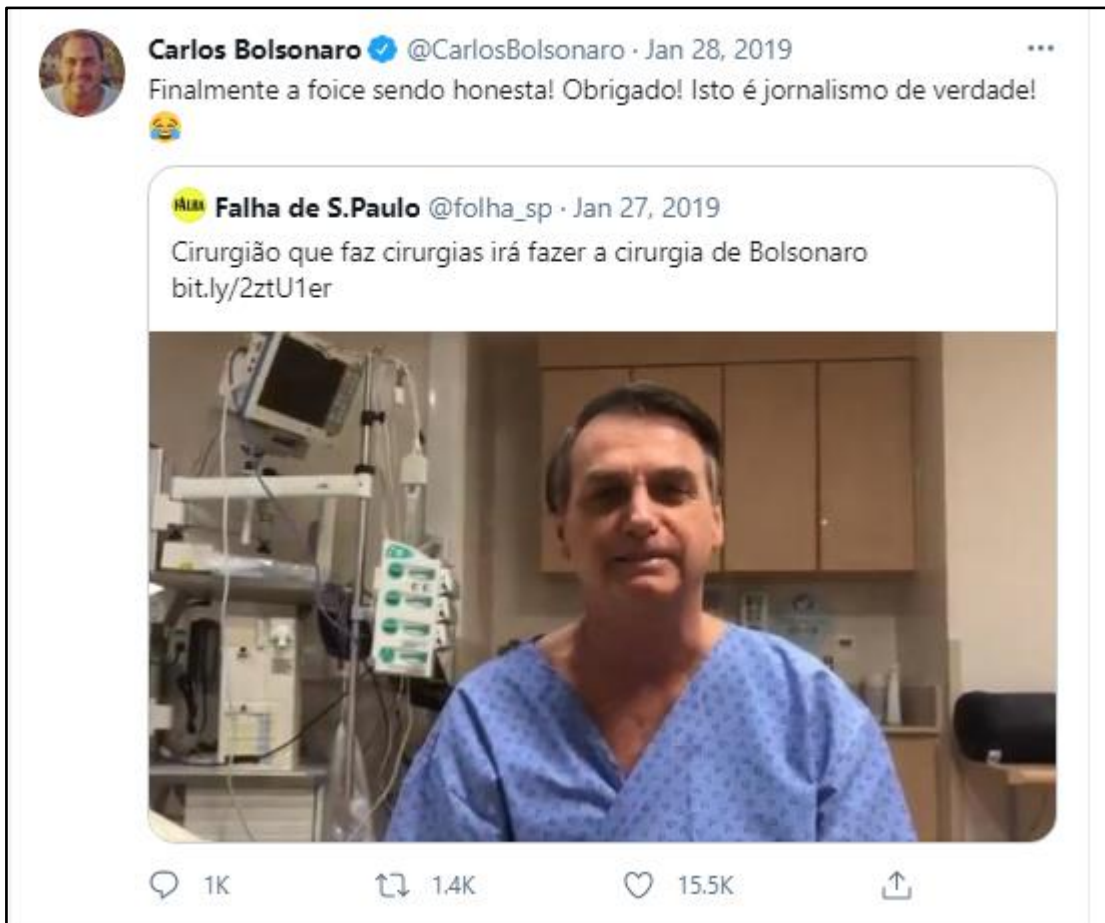 Carlos Bolsonaro @CarlosBolsonaro · Jan 28, 2019
Finalmente a foice sendo honesta! Obrigado! Isto é jornalismo de verdade!
😂
FALHA Falha de S.Paulo @folha_sp · Jan 27, 2019
Cirurgião que faz cirurgias irá fazer a cirurgia de Bolsonaro
bit.ly/2ztU1er
1K 1.4K 15.5K